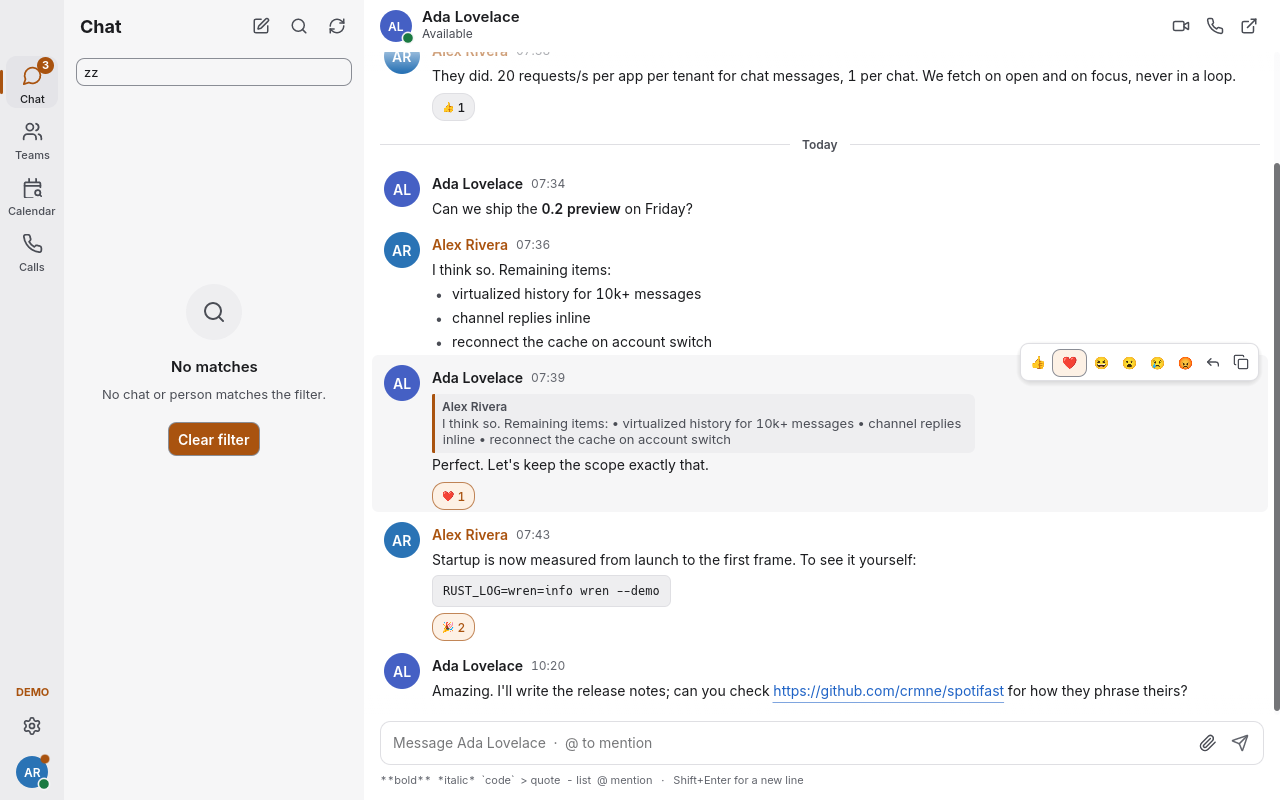 Chat
zz
3
Chat
Teams
Calendar
Calls
No matches
No chat or person matches the filter.
Clear filter
DEMO
AR
AL
Ada Lovelace
Available
AR
Alex Rivera
They did. 20 requests/s per app per tenant for chat messages, 1 per chat. We fetch on open and on focus, never in a loop.
👍 1
Today
AL
Ada Lovelace 07:34
Can we ship the 0.2 preview on Friday?
AR
Alex Rivera 07:36
I think so. Remaining items:
• virtualized history for 10k+ messages
• channel replies inline
• reconnect the cache on account switch
AL
Ada Lovelace 07:39
Alex Rivera
I think so. Remaining items: • virtualized history for 10k+ messages • channel replies
inline • reconnect the cache on account switch
Perfect. Let's keep the scope exactly that.
❤️ 1
AR
Alex Rivera 07:43
Startup is now measured from launch to the first frame. To see it yourself:
RUST_LOG=wren=info wren --demo
🎉 2
AL
Ada Lovelace 10:20
Amazing. I'll write the release notes; can you check https://github.com/crmne/spotifast for how they phrase theirs?
Message Ada Lovelace · @ to mention
**bold** *italic* `code` > quote - list @ mention · Shift+Enter for a new line